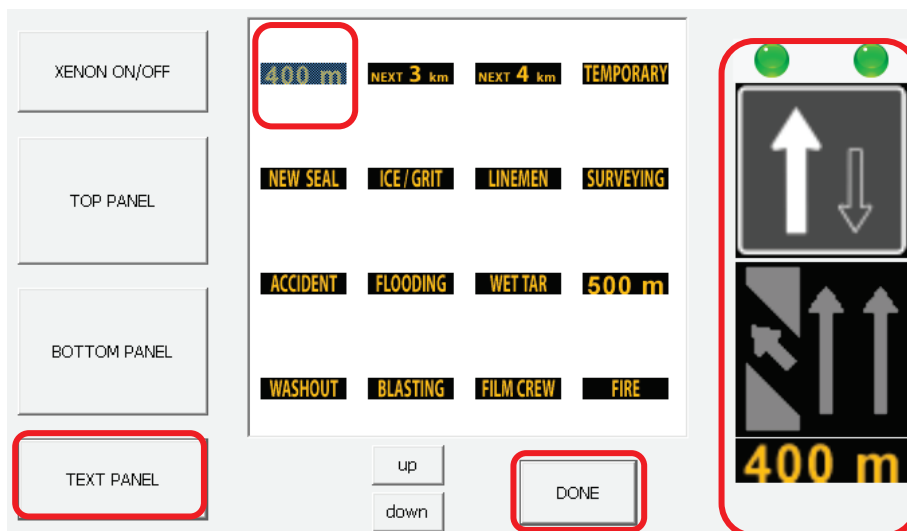 XENON ON/OFF
TOP PANEL
BOTTOM PANEL
TEXT PANEL
400 m
NEXT 3 km
NEXT 4 km
TEMPORARY
NEW SEAL
ICE / GRIT
LINEMEN
SURVEYING
ACCIDENT
FLOODING
WET TAR
500 m
WASHOUT
BLASTING
FILM CREW
FIRE
up
down
DONE
400 m